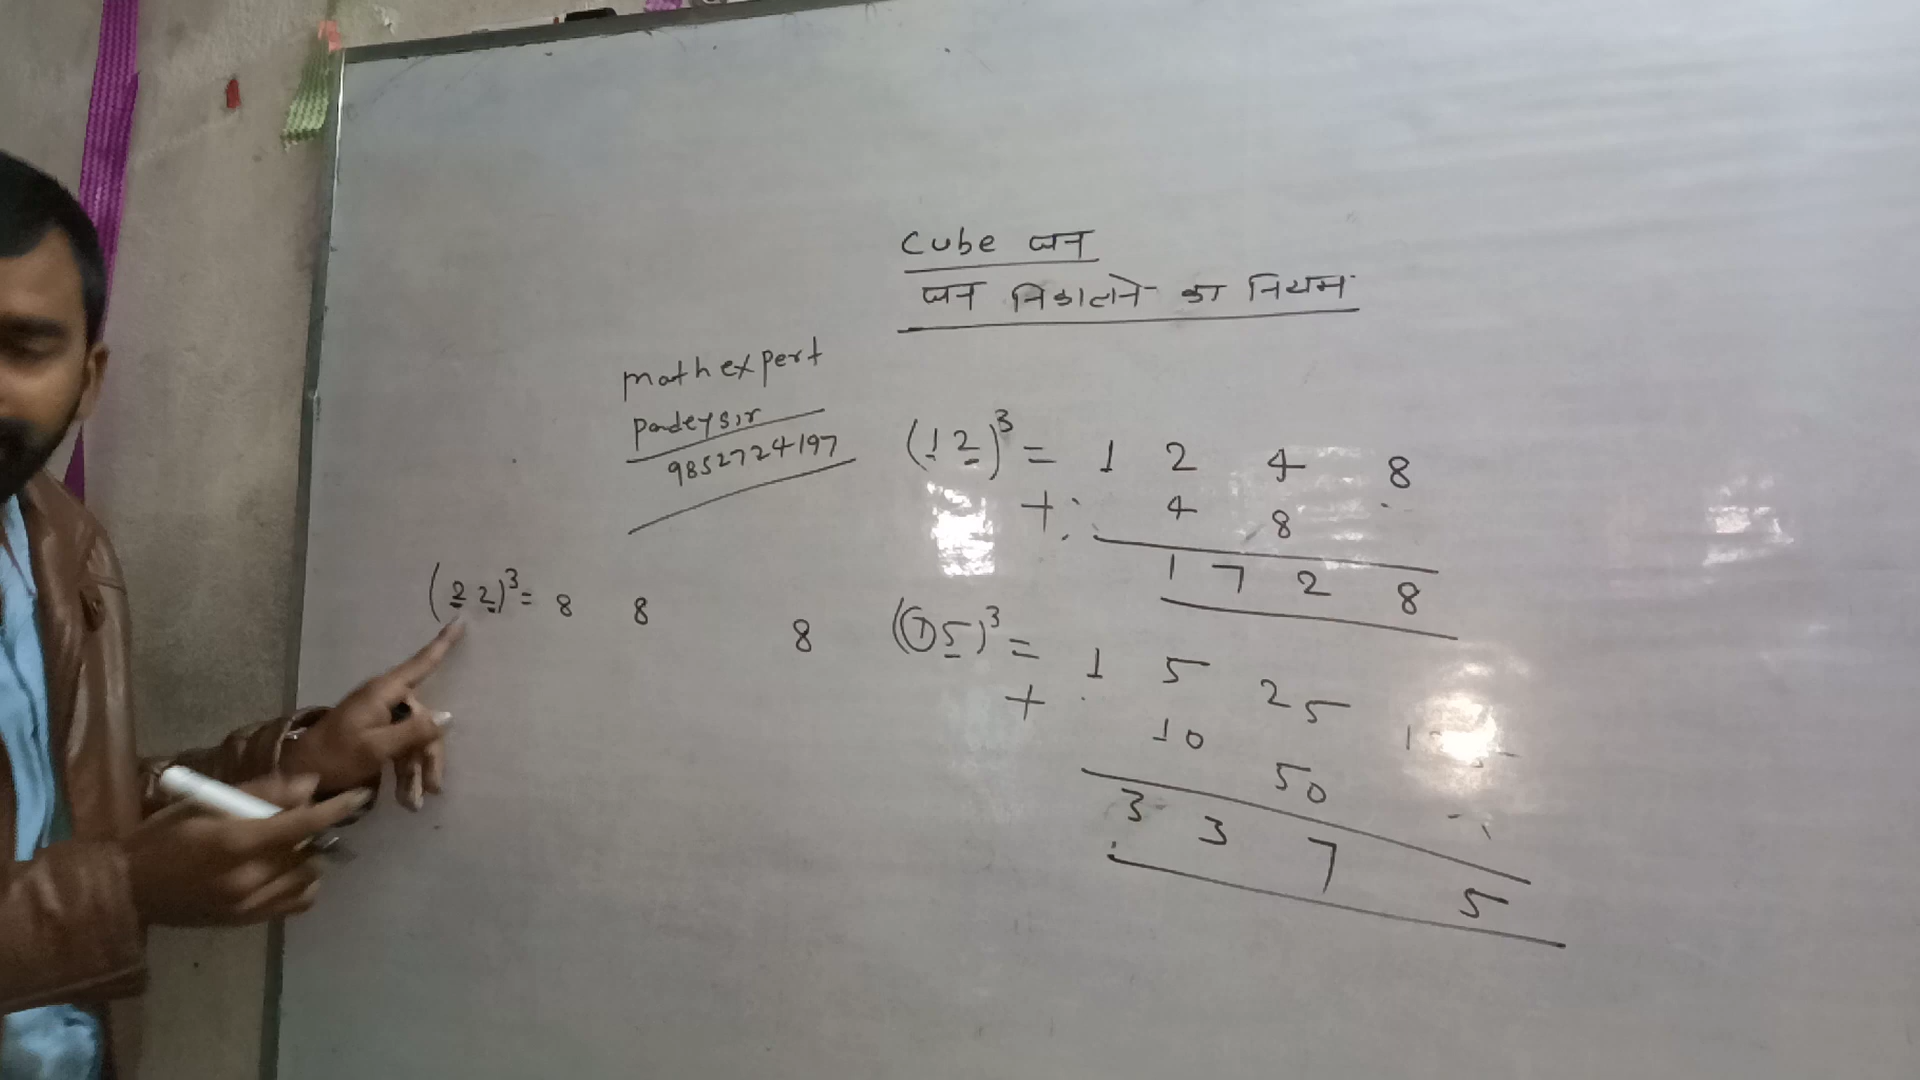 Cube घन
घन निकालने का नियम
mathexpert
pandeysir
9852724197
(12)³ = 1 2 4 8
+ 4 8
1 7 2 8
(22)³ = 8 8 8
(15)³ = 1 5 25
+ 10 50
3 3 7 5